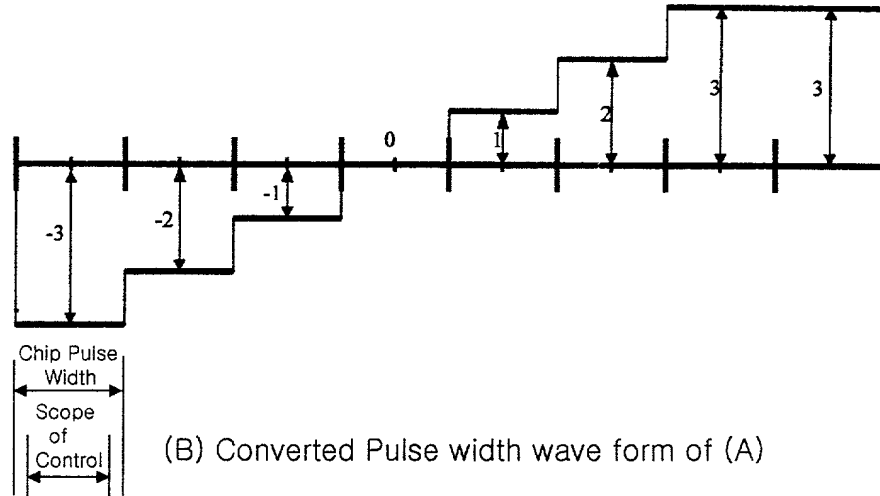 3
3
2
1
0
-1
-2
-3
Chip Pulse
Width
Scope
of
Control
(B) Converted Pulse width wave form of (A)